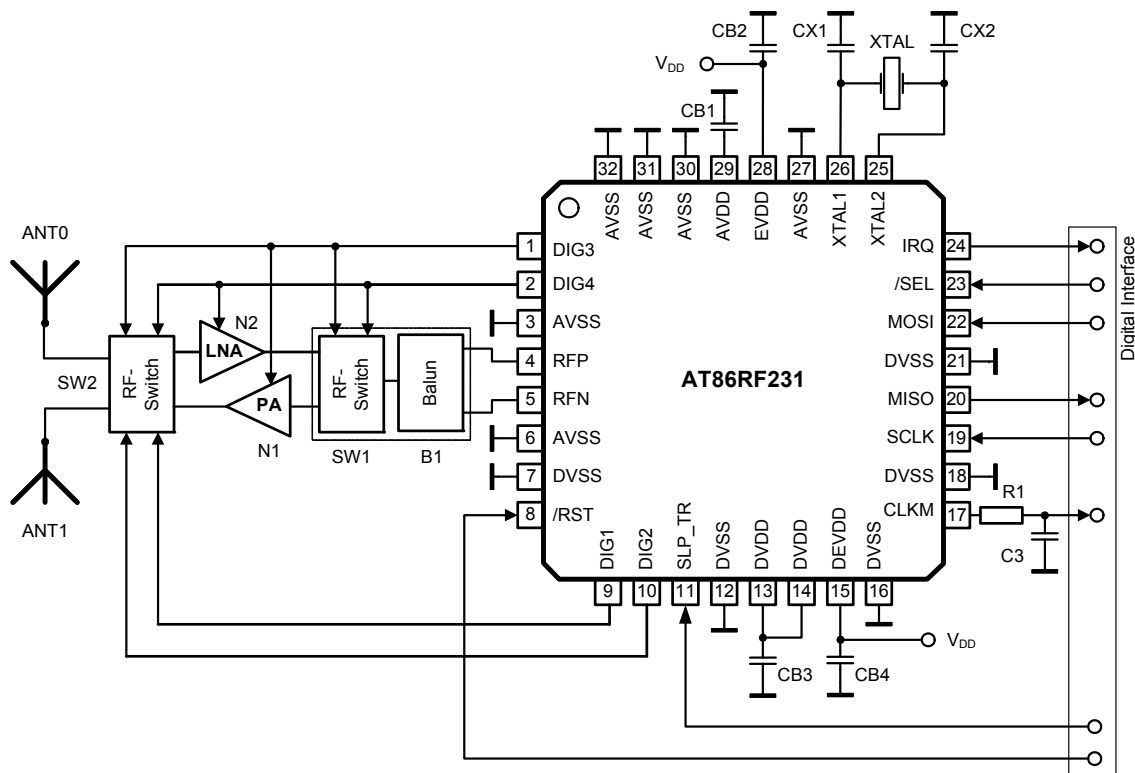 CB2
CX1
XTAL
CX2
VDD
CB1
32
31
30
29
28
27
26
25
AVSS
AVSS
AVSS
AVDD
EVDD
AVSS
XTAL1
XTAL2
ANT0
ANT1
SW2
RF-
Switch
N2
LNA
PA
N1
RF-
Switch
SW1
Balun
B1
1
DIG3
2
DIG4
3
AVSS
4
RFP
5
RFN
6
AVSS
7
DVSS
8
/RST
AT86RF231
IRQ
24
/SEL
23
MOSI
22
DVSS
21
MISO
20
SCLK
19
DVSS
18
CLKM
17
R1
C3
Digital Interface
DIG1
DIG2
SLP_TR
DVSS
DVDD
DVDD
DEVDD
DVSS
9
10
11
12
13
14
15
16
CB3
CB4
VDD